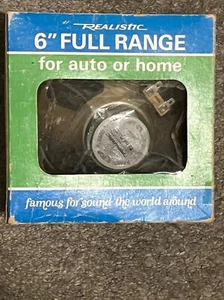 REALISTIC
6" FULL RANGE
for auto or home
famous for sound the world around